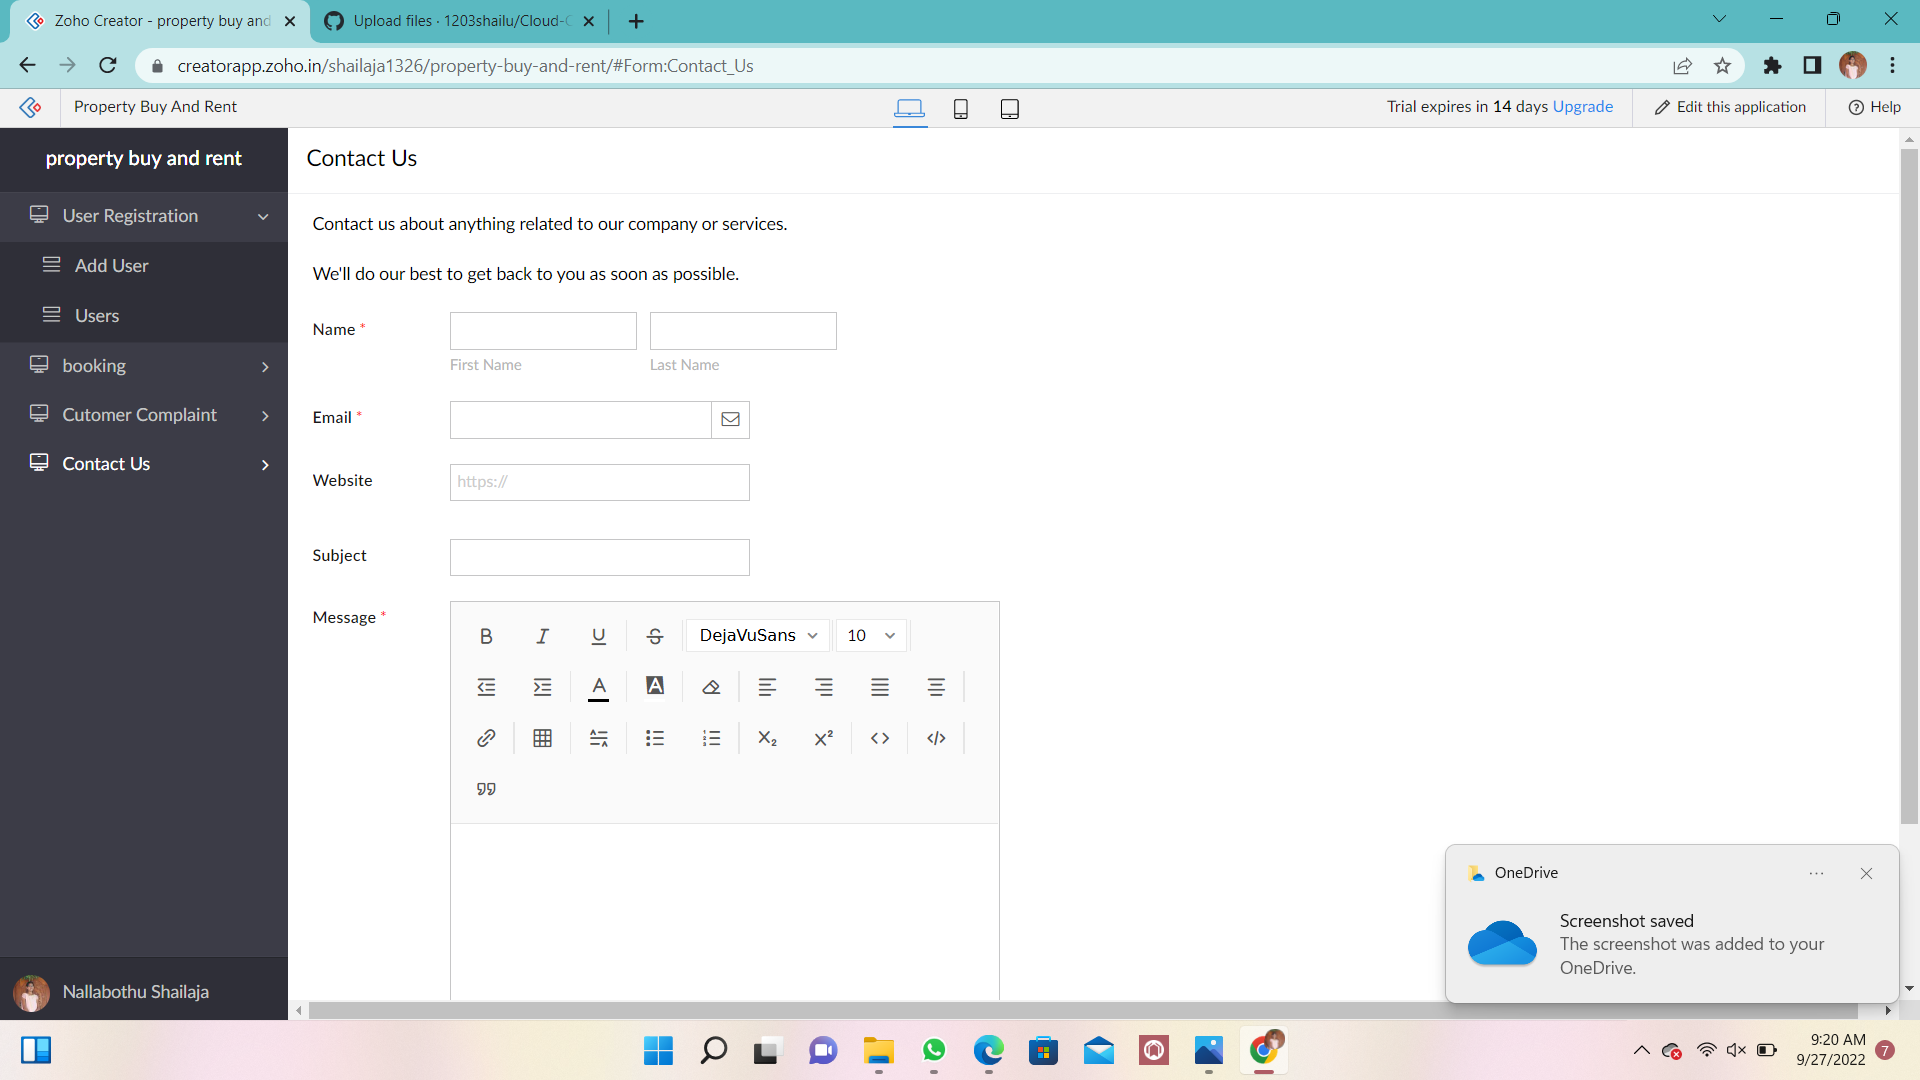 Zoho Creator - property buy and
Upload files · 1203shailu/Cloud-C
creatorapp.zoho.in/shailaja1326/property-buy-and-rent/#Form:Contact_Us
Property Buy And Rent
Trial expires in 14 days Upgrade
Edit this application
Help
property buy and rent
User Registration
Add User
Users
booking
Cutomer Complaint
Contact Us
Nallabothu Shailaja
Contact Us
Contact us about anything related to our company or services.
We'll do our best to get back to you as soon as possible.
Name *
First Name
Last Name
Email *
Website
https://
Subject
Message *
B I U S DejaVuSans 10
A A
X₂ X²
OneDrive
Screenshot saved
The screenshot was added to your
OneDrive.
9:20 AM
9/27/2022
7